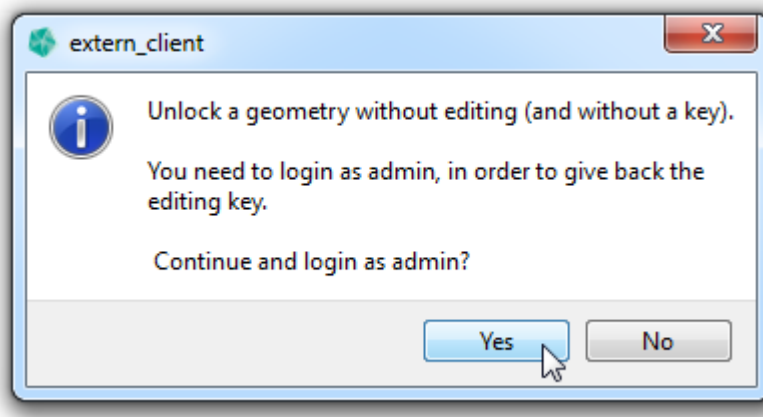 extern_client
Unlock a geometry without editing (and without a key).
You need to login as admin, in order to give back the
editing key.
Continue and login as admin?
Yes
No